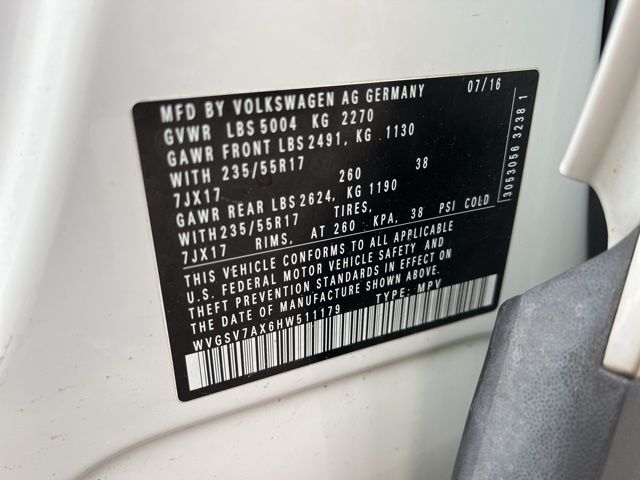 MFD BY VOLKSWAGEN AG GERMANY 07/16
GVWR LBS 5004 KG 2270
GAWR FRONT LBS 2491, KG 1130
WITH 235/55R17
7JX17 260 38
GAWR REAR LBS 2624, KG 1190
WITH 235/55R17 TIRES,
7JX17 RIMS, AT 260 KPA, 38 PSI COLD
THIS VEHICLE CONFORMS TO ALL APPLICABLE
U.S. FEDERAL MOTOR VEHICLE SAFETY AND
THEFT PREVENTION STANDARDS IN EFFECT ON
THE DATE OF MANUFACTURE SHOWN ABOVE.
WVGSV7AX6HW511179 TYPE: MPV
3053056 3238 1